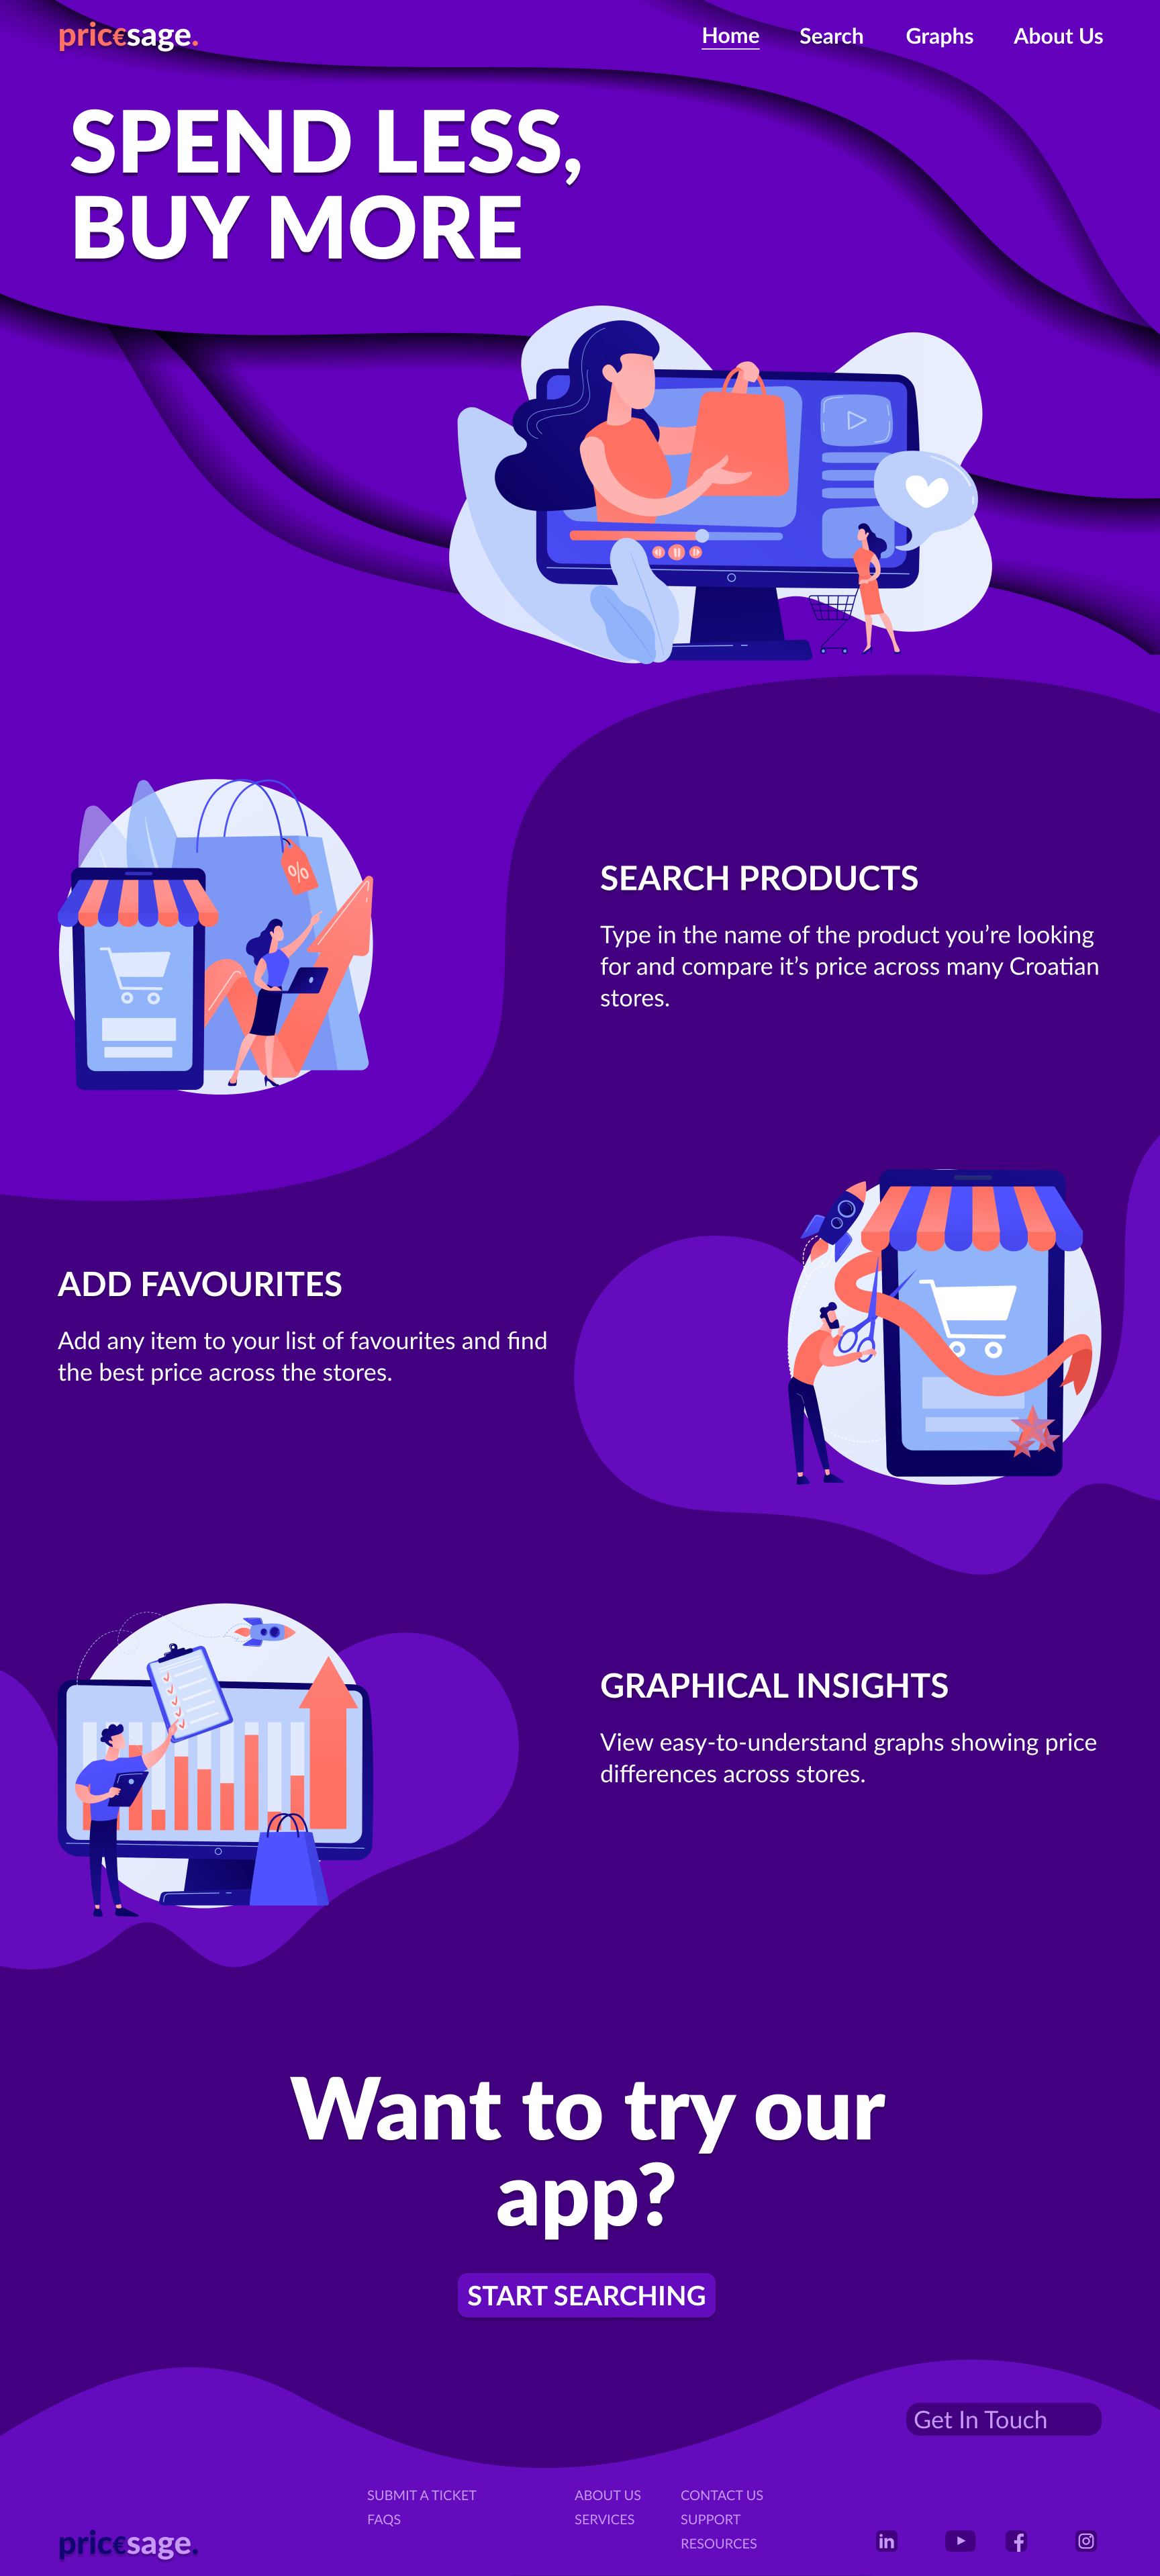 pric€sage.
Home Search Graphs About Us
SPEND LESS,
BUY MORE
%
SEARCH PRODUCTS
Type in the name of the product you’re looking
for and compare it’s price across many Croatian
stores.
ADD FAVOURITES
Add any item to your list of favourites and find
the best price across the stores.
GRAPHICAL INSIGHTS
View easy-to-understand graphs showing price
differences across stores.
Want to try our
app?
START SEARCHING
Get In Touch
SUBMIT A TICKET
FAQS
ABOUT US
SERVICES
CONTACT US
SUPPORT
RESOURCES
pric€sage.
in
f